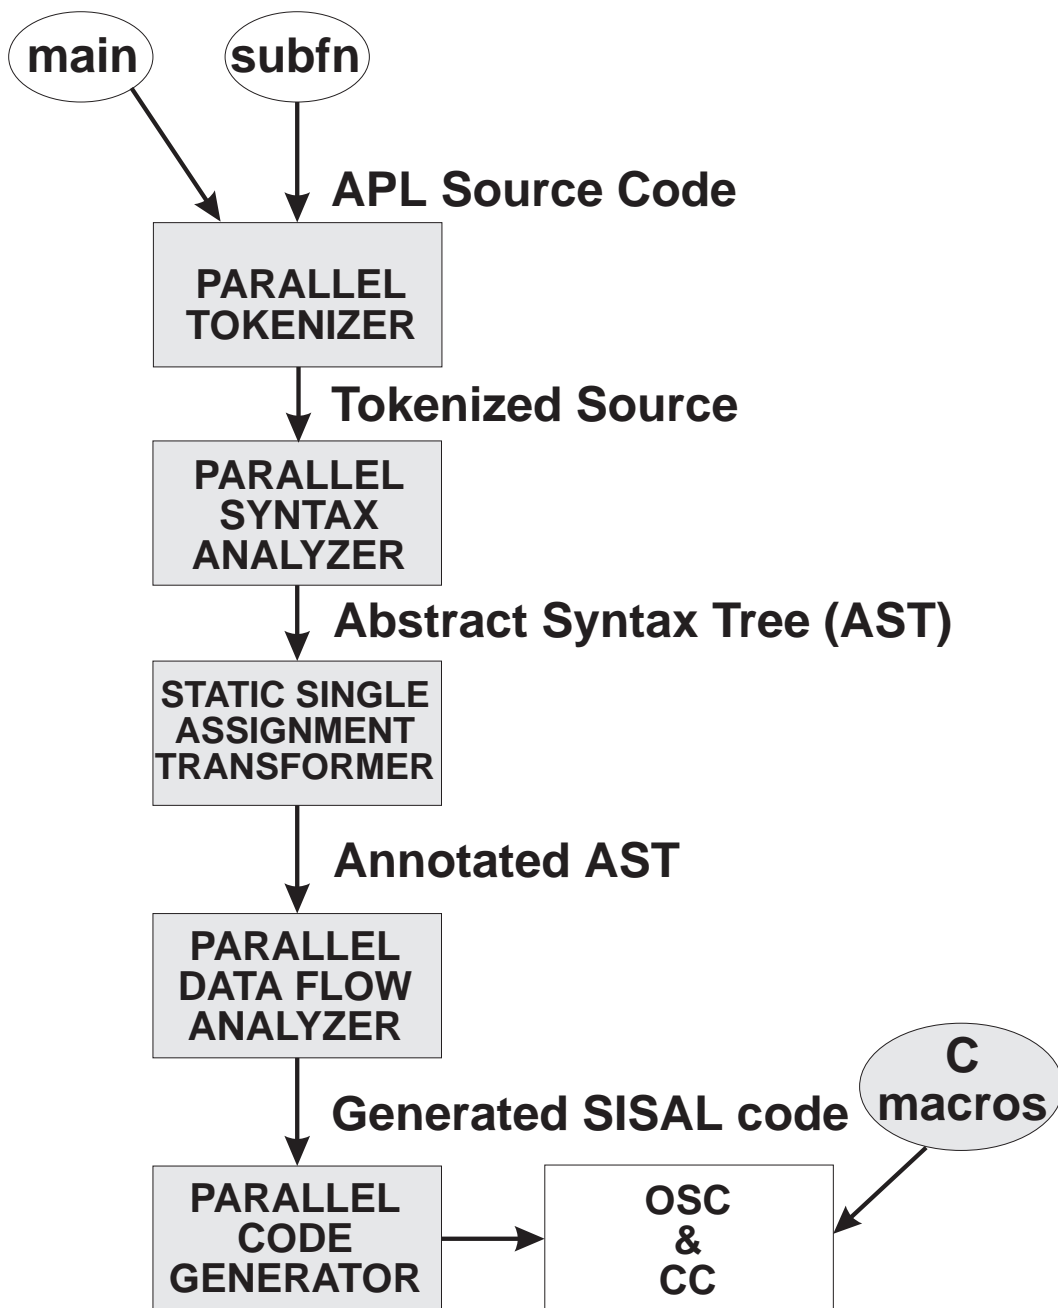 main
subfn
APL Source Code
PARALLEL
TOKENIZER
Tokenized Source
PARALLEL
SYNTAX
ANALYZER
Abstract Syntax Tree (AST)
STATIC SINGLE
ASSIGNMENT
TRANSFORMER
Annotated AST
PARALLEL
DATA FLOW
ANALYZER
C
macros
Generated SISAL code
PARALLEL
CODE
GENERATOR
OSC
&
CC